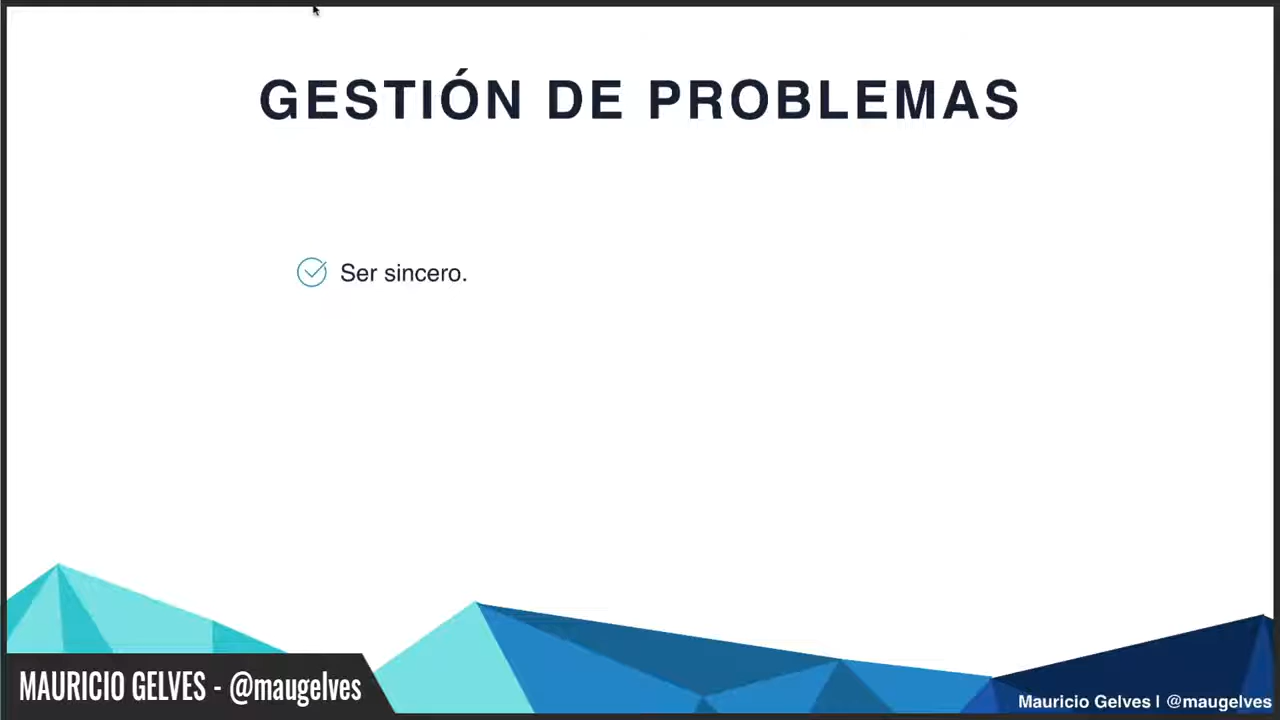 GESTIÓN DE PROBLEMAS
Ser sincero.
MAURICIO GELVES - @maugelves
Mauricio Gelves | @maugelves